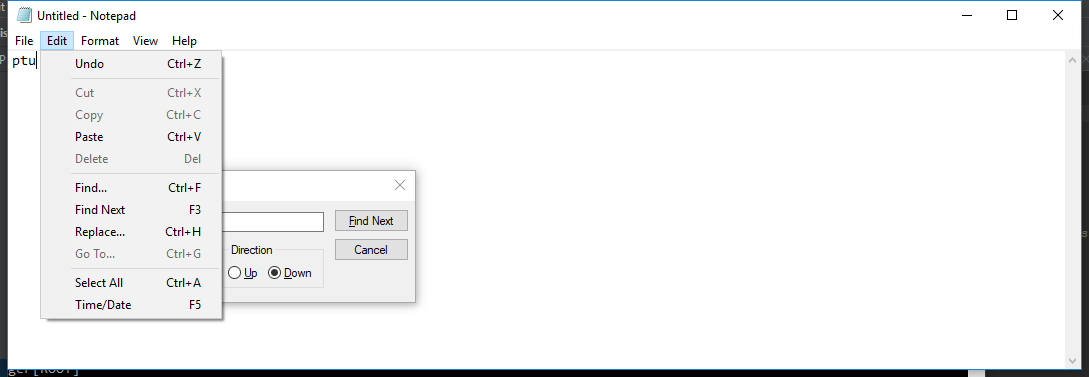 Untitled - Notepad
File Edit Format View Help
ptu
Undo Ctrl+Z
Cut Ctrl+X
Copy Ctrl+C
Paste Ctrl+V
Delete Del
Find... Ctrl+F
Find Next F3
Replace... Ctrl+H
Go To... Ctrl+G
Select All Ctrl+A
Time/Date F5
Find Next
Direction
Cancel
Up Down
ger[ROOT]